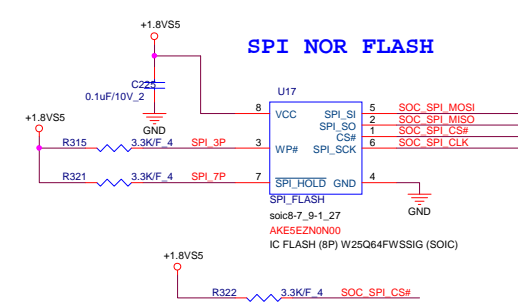 +1.8VS5
SPI NOR FLASH
C225
0.1uF/10V_2
GND
U17
+1.8VS5
8 VCC SPI_SI 5 SOC_SPI_MOSI
SPI_SO 2 SOC_SPI_MISO
CS# 1 SOC_SPI_CS#
R315 3.3K/F_4 SPI_3P 3 WP# SPI_SCK 6 SOC_SPI_CLK
R321 3.3K/F_4 SPI_7P 7 SPI_HOLD GND 4
SPI_FLASH
GND
soic8-7_9-1_27
AKE5EZN0N00
IC FLASH (8P) W25Q64FWSSIG (SOIC)
+1.8VS5
R322 3.3K/F_4 SOC_SPI_CS#